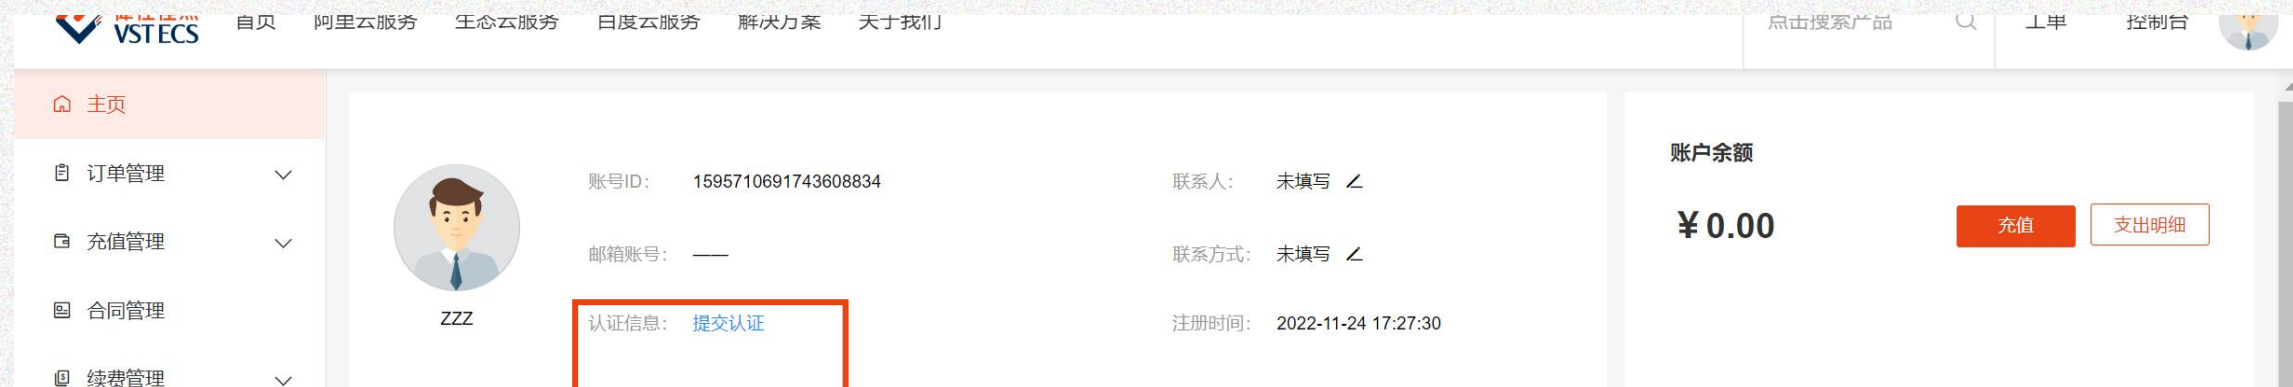 VSTECS
首页 阿里云服务 生态云服务 百度云服务 解决方案 关于我们 点击搜索产品 工单 控制台
主页
订单管理
充值管理
合同管理
续费管理
zzz
账号ID： 1595710691743608834
联系人： 未填写
邮箱账号： ——
联系方式： 未填写
认证信息： 提交认证
注册时间： 2022-11-24 17:27:30
账户余额
￥0.00 充值 支出明细